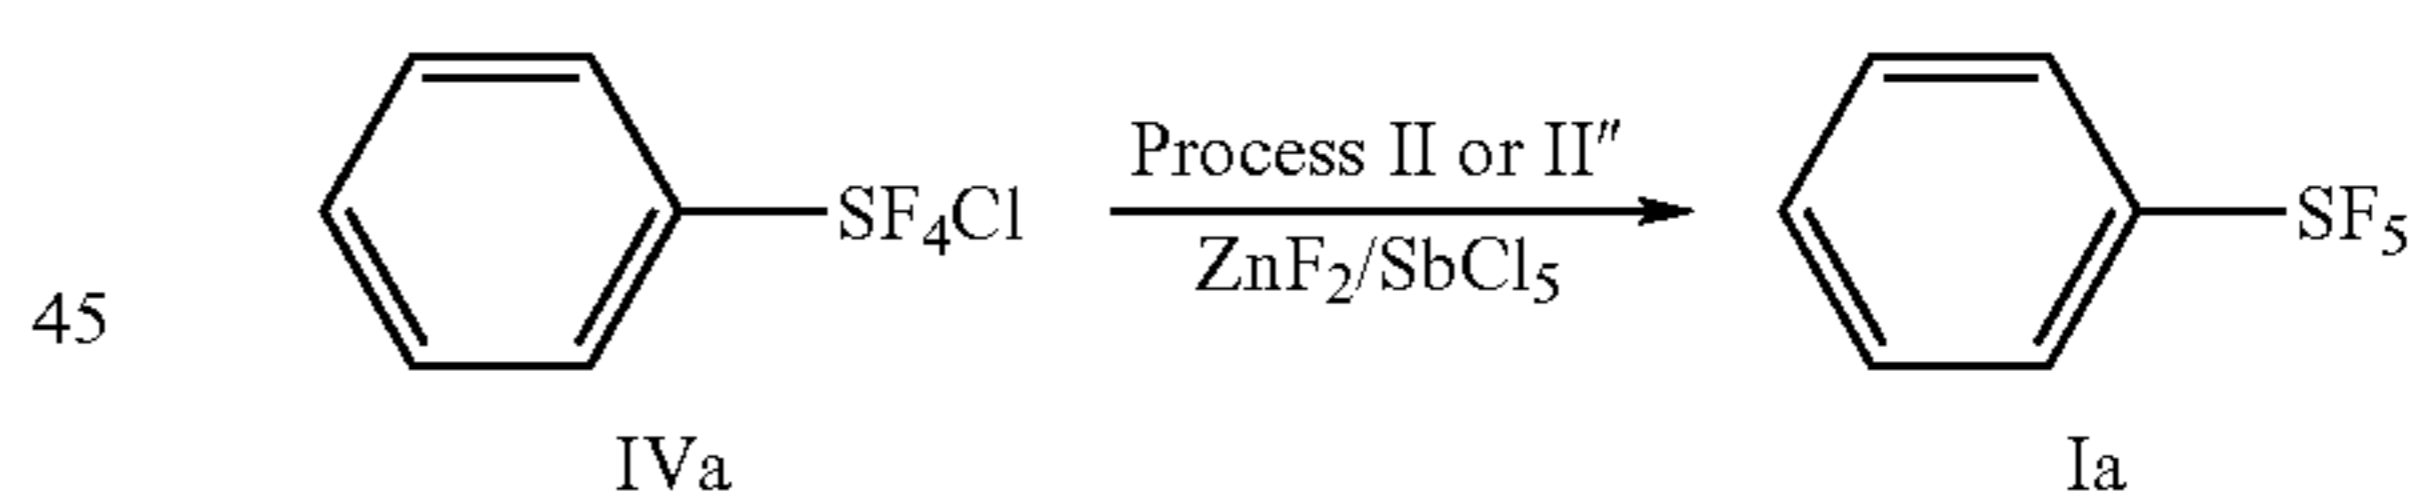 Process II or II″
SF₄Cl
SF₅
ZnF₂/SbCl₅
45
IVa
Ia